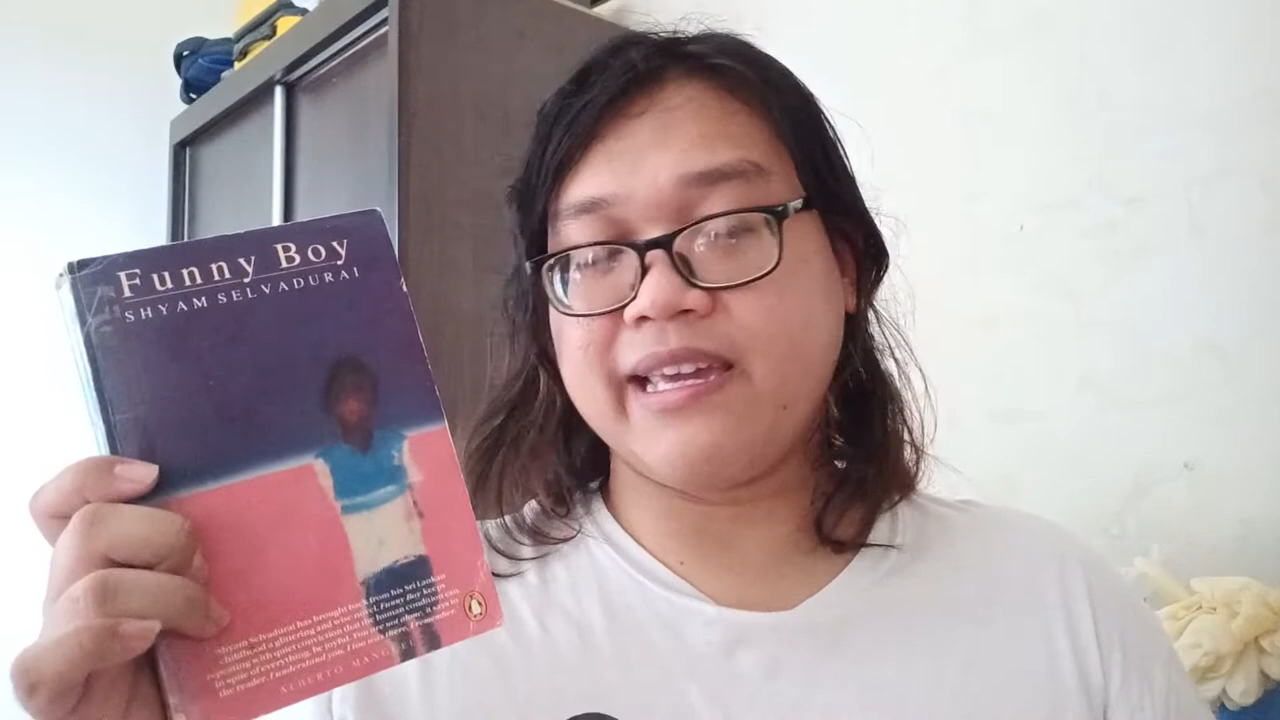 Funny Boy
SHYAM SELVADURAI
"Shyam Selvadurai has brought back from his Sri Lankan
childhood a glittering and wise novel. Funny Boy keeps
repeating with quiet conviction that the human condition can,
in spite of everything, be joyful. You are not alone, it says to
the reader. I understand you. I too was there. I remember.
ALBERTO